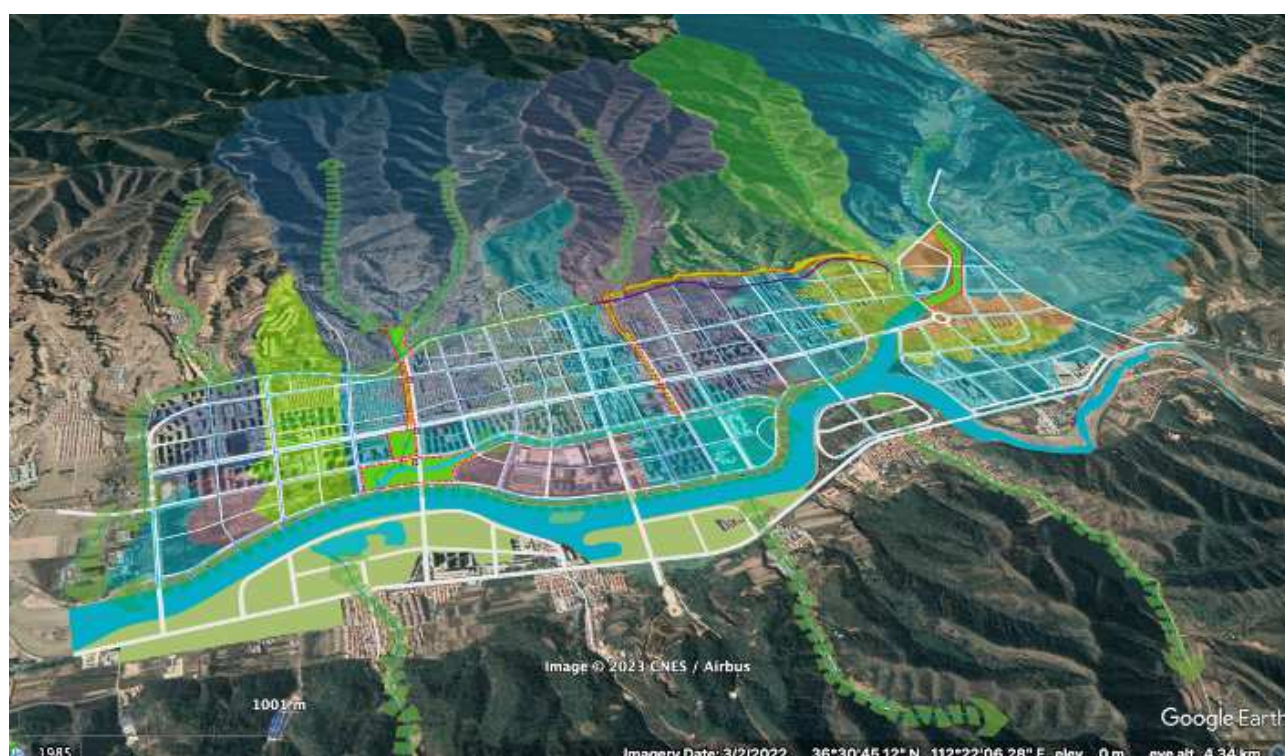 Image © 2023 CNES / Airbus
1001 m
Google Earth
1985
Imagery Date: 3/2/2022 36°30'45.12" N 112°22'06.28" E elev 0 m eye alt 4.34 km